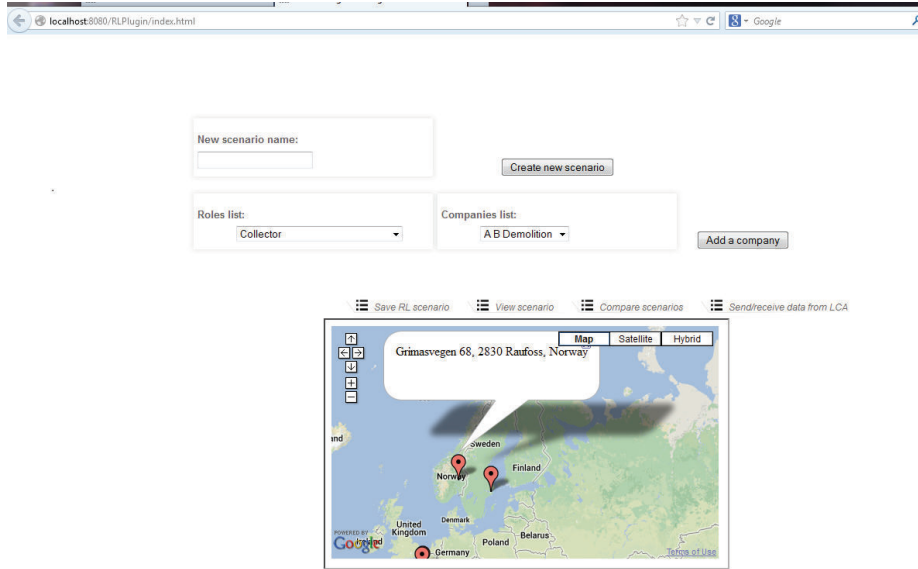 localhost:8080/RLPlugin/index.html
Google
New scenario name:
Create new scenario
Roles list:
Companies list:
Collector
A B Demolition
Add a company
Save RL scenario
View scenario
Compare scenarios
Send/receive data from LCA
Grimasvegen 68, 2830 Raufoss, Norway
Map
Satellite
Hybrid
Sweden
Finland
Norway
United
Kingdom
Denmark
Belarus
Poland
Germany
POWERED BY
Google
Terms of Use